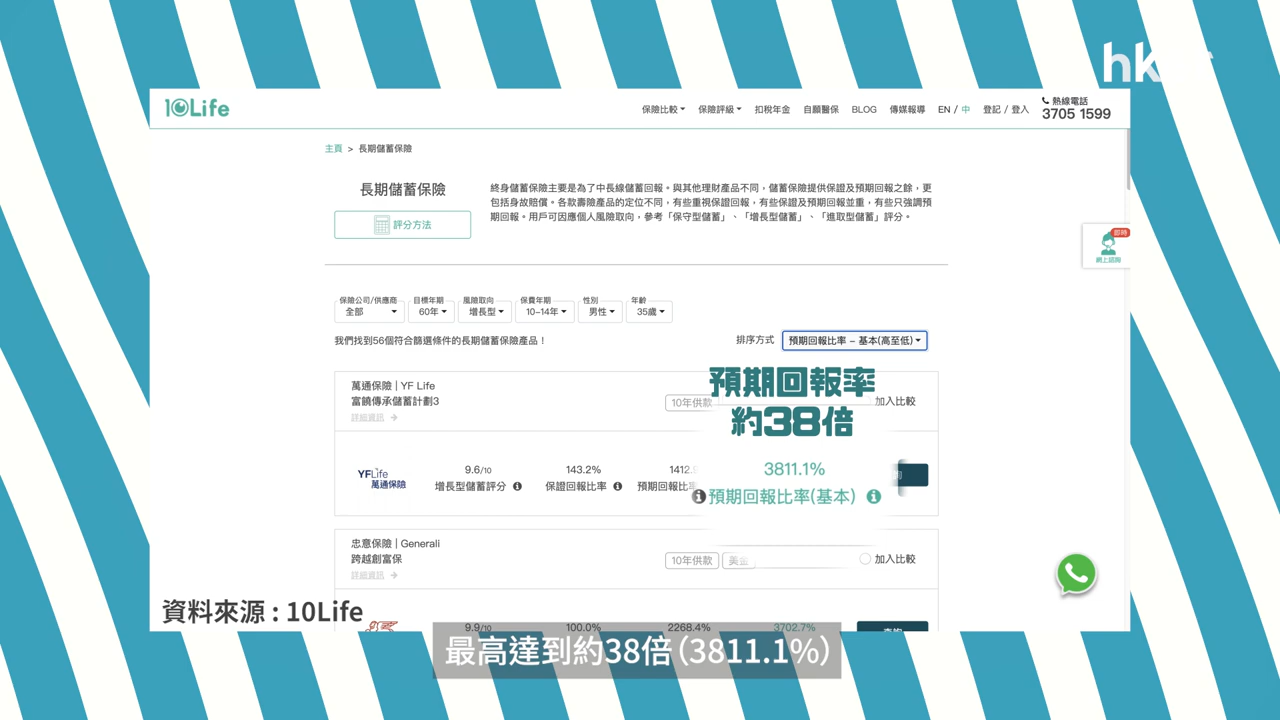 10Life
保險比較
保險評級
扣稅年金
自願醫保
BLOG
傳媒報導
EN / 中
登記 / 登入
熱線電話
3705 1599
主頁 > 長期儲蓄保險
長期儲蓄保險
評分方法
終身儲蓄保險主要是為了中長線儲蓄回報。與其他理財產品不同，儲蓄保險提供保證及預期回報之餘，更
包括身故賠償。各款壽險產品的定位不同，有些重視保證回報，有些保證及預期回報並重，有些只強調預
期回報。用戶可因應個人風險取向，參考「保守型儲蓄」、「增長型儲蓄」、「進取型儲蓄」評分。
即時
網上諮詢
保險公司/供應商
全部
目標年期
60年
風險取向
增長型
保費年期
10-14年
性別
男性
年齡
35歲
我們找到56個符合篩選條件的長期儲蓄保險產品！
排序方式
預期回報比率 – 基本(高至低)
萬通保險 | YF Life
富饒傳承儲蓄計劃3
詳細資訊
10年供款
加入比較
預期回報率
約38倍
YFLife
萬通保險
9.6/10
增長型儲蓄評分
143.2%
保證回報比率
1412.
預期回報比
3811.1%
預期回報比率(基本)
忠意保險 | Generali
跨越創富保
詳細資訊
10年供款
美
加入比較
9.9/10
100.0%
2268.4%
3702.7%
資料來源 : 10Life
最高達到約38倍（3811.1%）